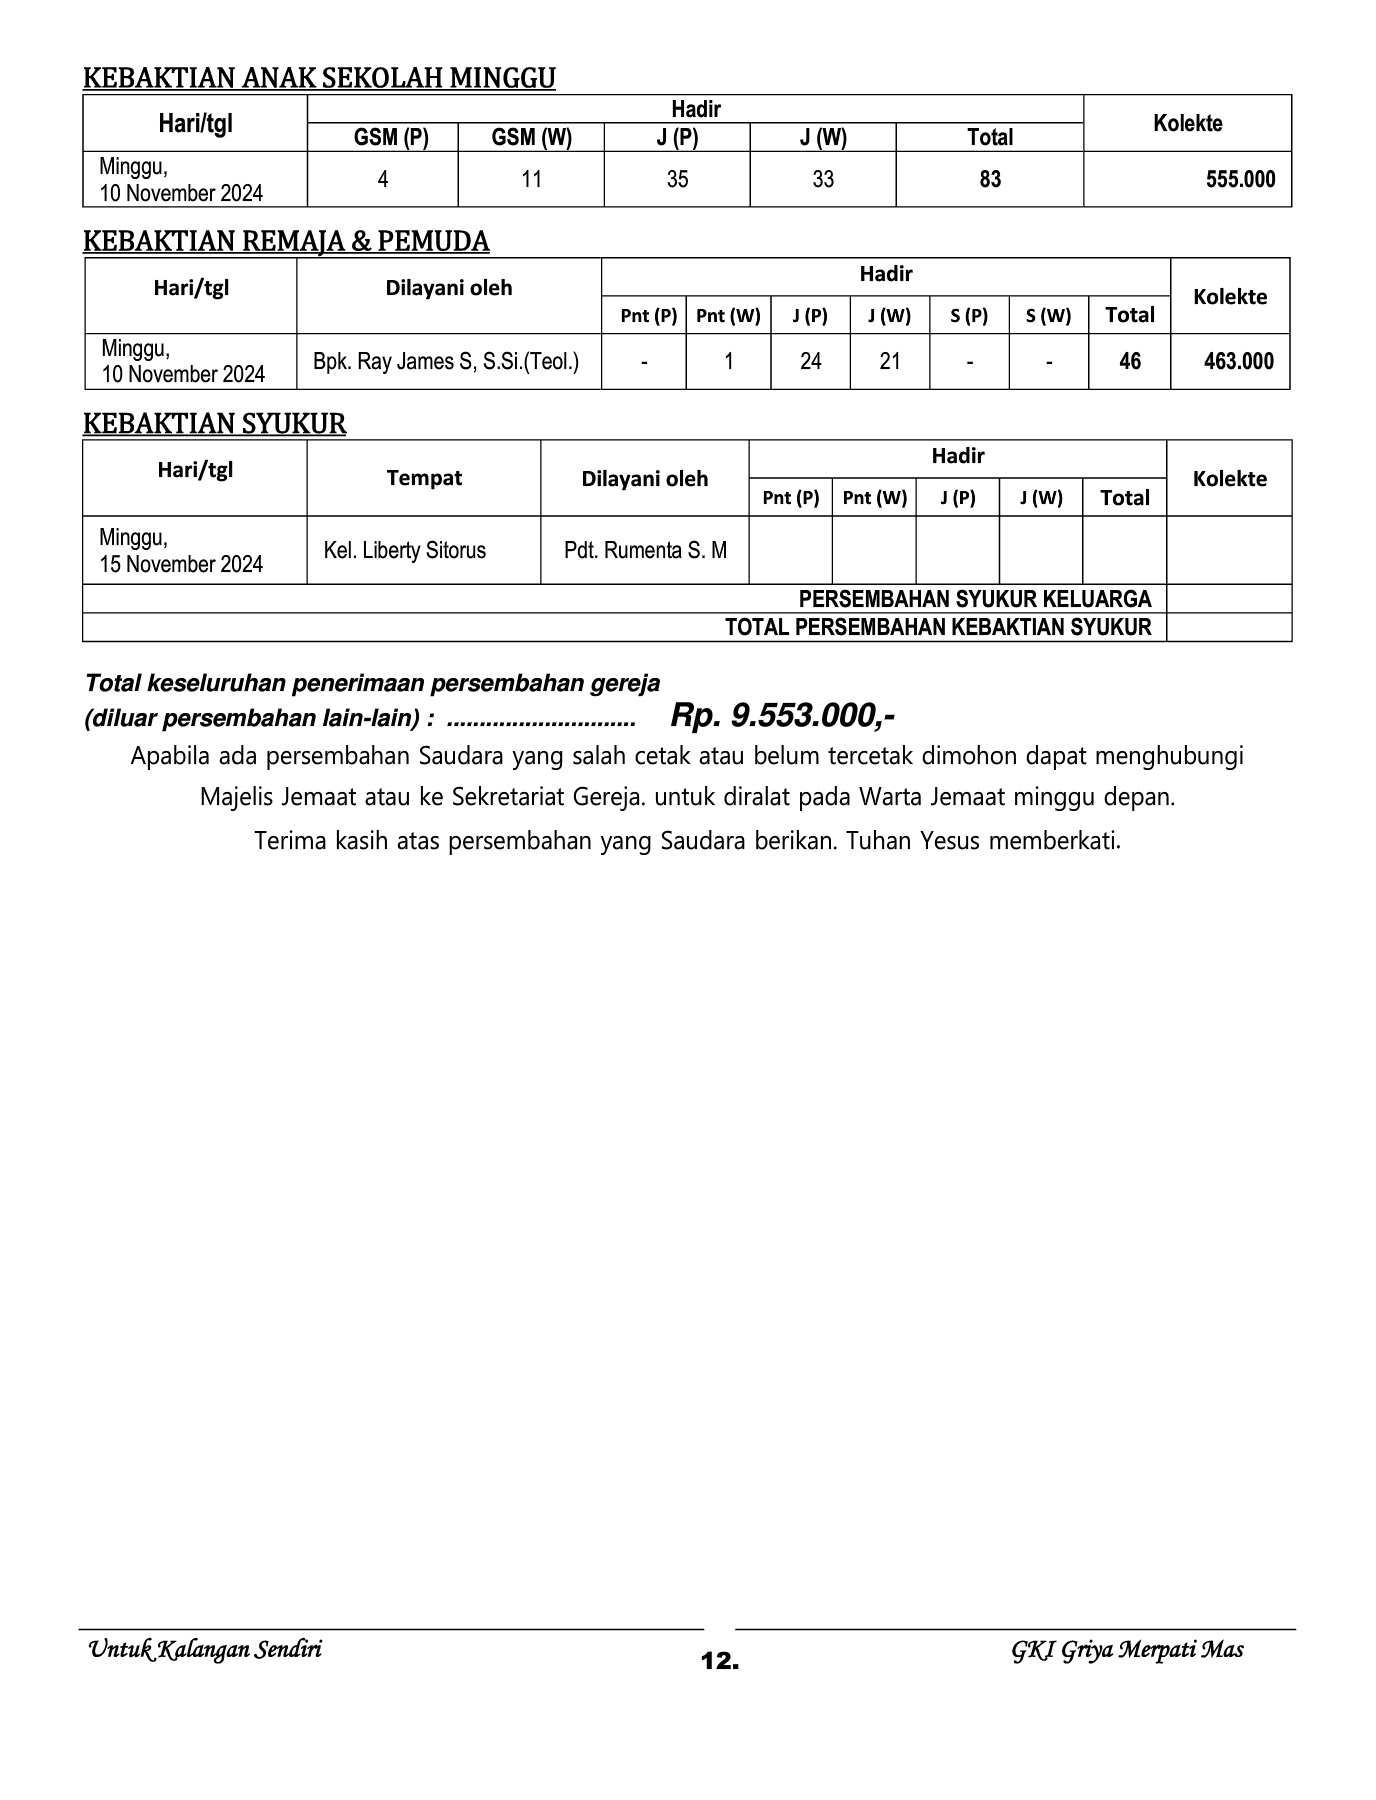 KEBAKTIAN ANAK SEKOLAH MINGGU
Hari/tgl Hadir Kolekte
GSM (P) GSM (W) J (P) J (W) Total
Minggu,
10 November 2024 4 11 35 33 83 555.000
KEBAKTIAN REMAJA & PEMUDA
Hari/tgl Dilayani oleh Hadir Kolekte
Pnt (P) Pnt (W) J (P) J (W) S (P) S (W) Total
Minggu,
10 November 2024 Bpk. Ray James S, S.Si.(Teol.) - 1 24 21 - - 46 463.000
KEBAKTIAN SYUKUR
Hari/tgl Tempat Dilayani oleh Hadir Kolekte
Pnt (P) Pnt (W) J (P) J (W) Total
Minggu,
15 November 2024 Kel. Liberty Sitorus Pdt. Rumenta S. M
PERSEMBAHAN SYUKUR KELUARGA
TOTAL PERSEMBAHAN KEBAKTIAN SYUKUR
Total keseluruhan penerimaan persembahan gereja
(diluar persembahan lain-lain) : ............................. Rp. 9.553.000,-
Apabila ada persembahan Saudara yang salah cetak atau belum tercetak dimohon dapat menghubungi
Majelis Jemaat atau ke Sekretariat Gereja. untuk diralat pada Warta Jemaat minggu depan.
Terima kasih atas persembahan yang Saudara berikan. Tuhan Yesus memberkati.
Untuk Kalangan Sendiri 12. GKI Griya Merpati Mas